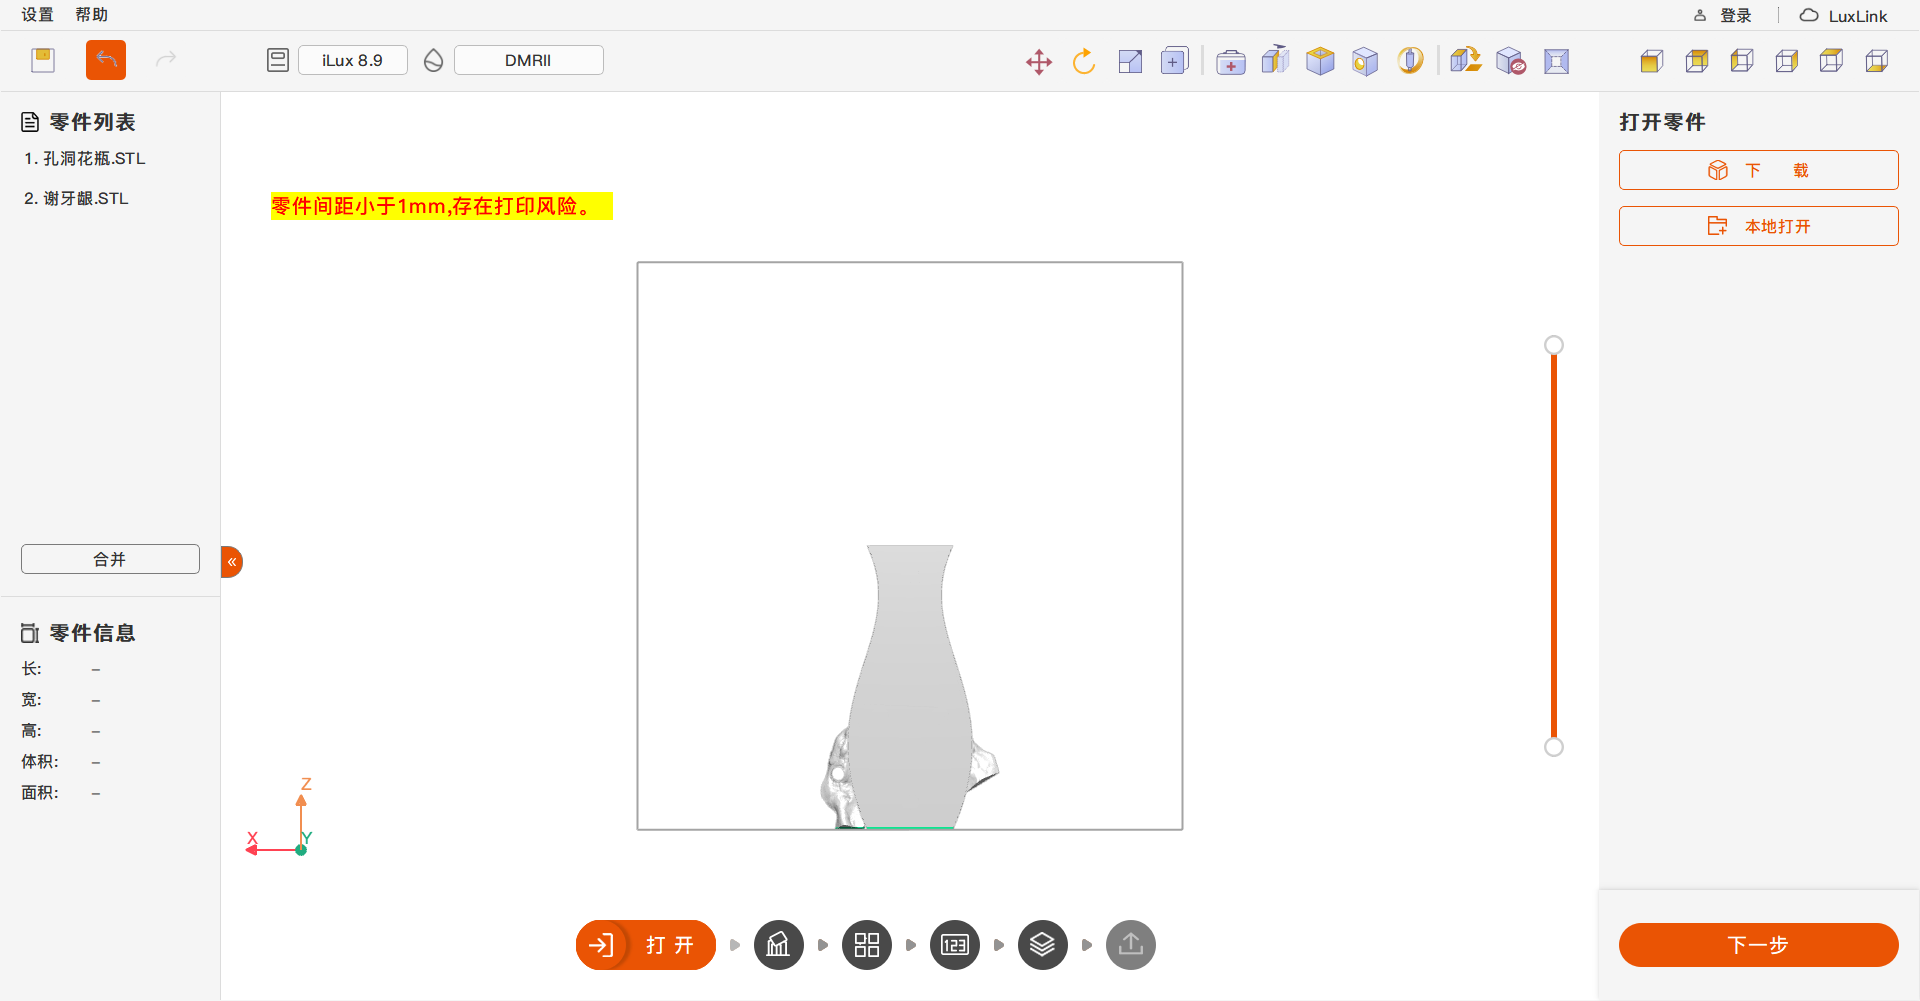 设置 帮助 登录 LuxLink
iLux 8.9 DMRII
零件列表
1. 孔洞花瓶.STL
2. 谢牙龈.STL
合并
«
零件信息
长: –
宽: –
高: –
体积: –
面积: –
零件间距小于1mm,存在打印风险。
Z
X
Y
打 开
123
打开零件
下 载
本地打开
下一步